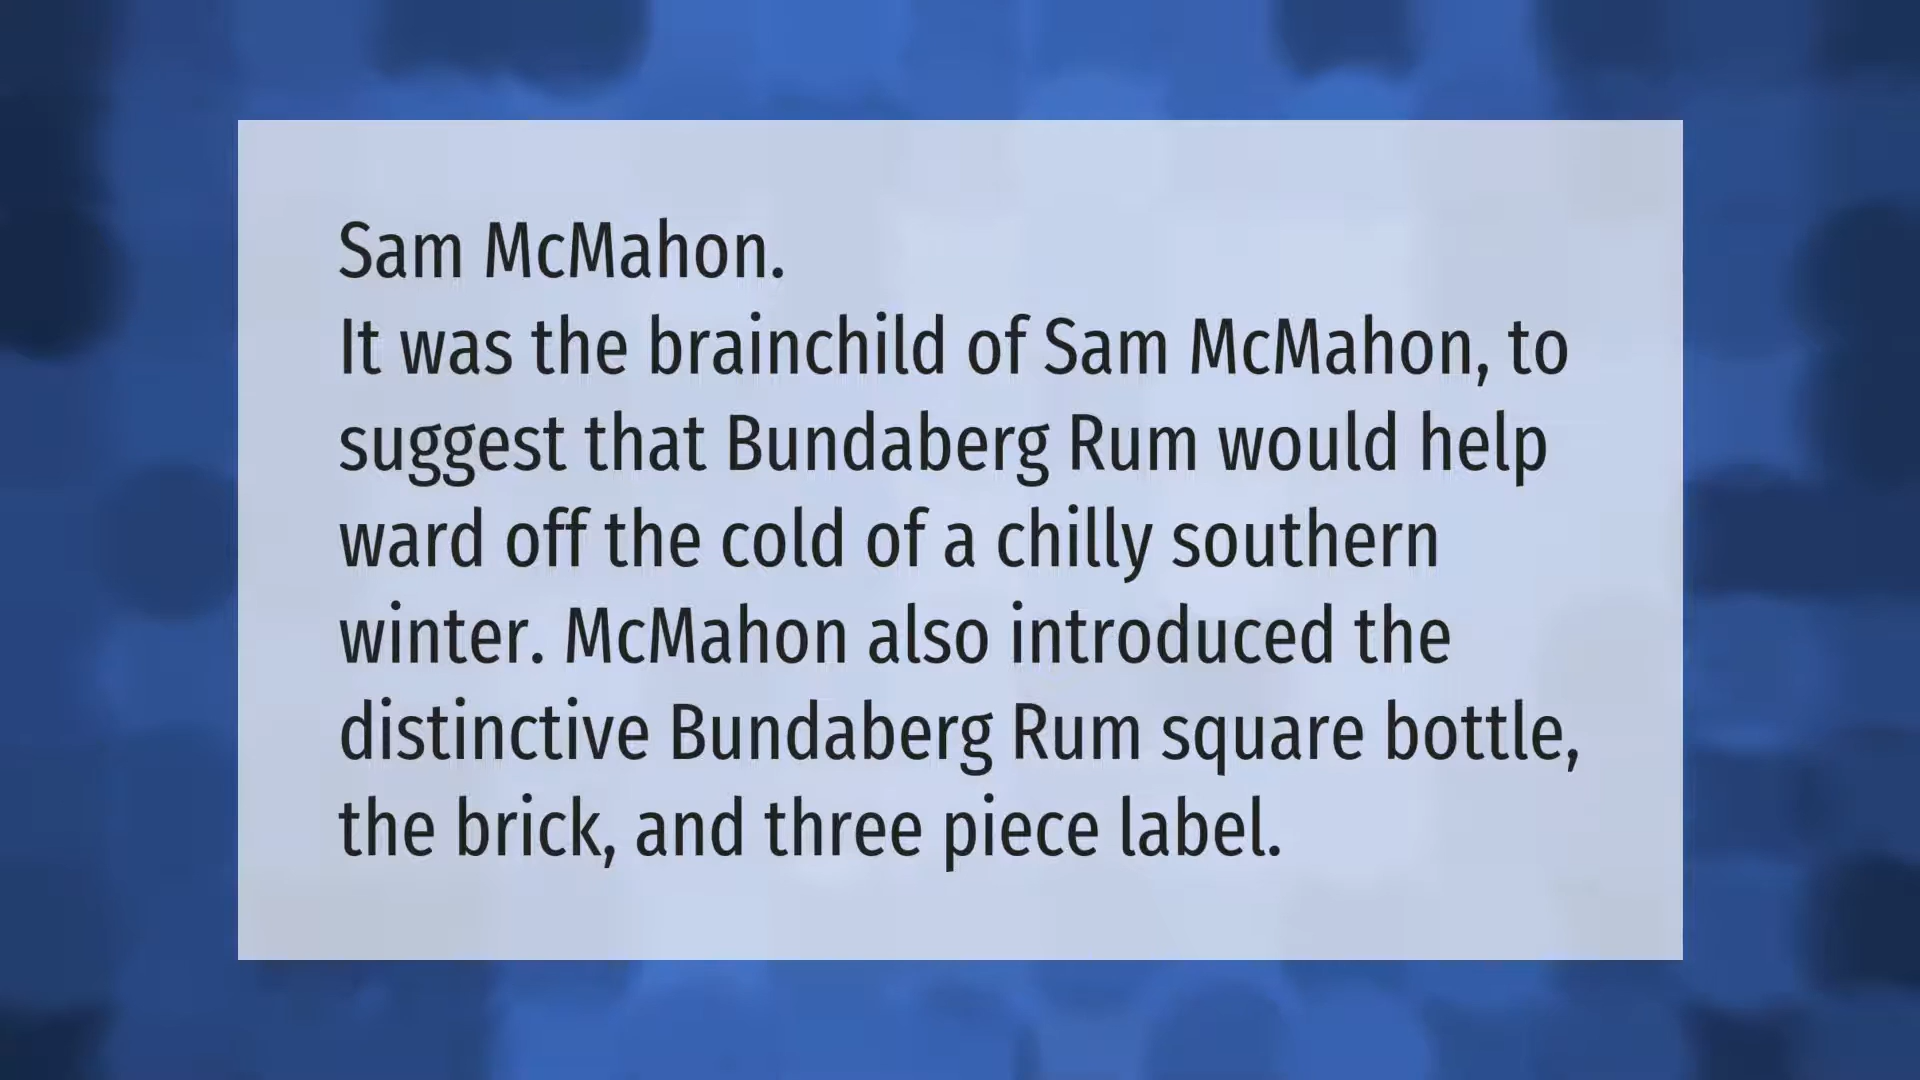 Sam McMahon.
It was the brainchild of Sam McMahon, to
suggest that Bundaberg Rum would help
ward off the cold of a chilly southern
winter. McMahon also introduced the
distinctive Bundaberg Rum square bottle,
the brick, and three piece label.